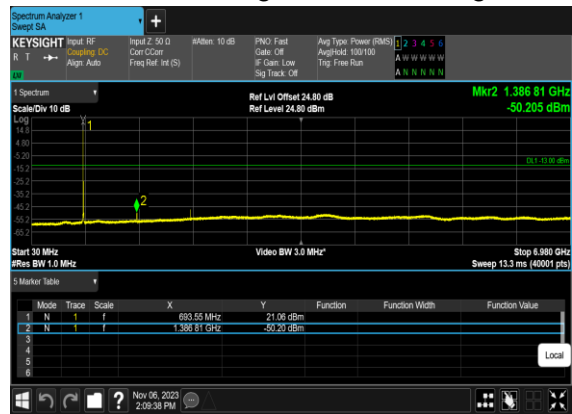 Spectrum Analyzer 1
Swept SA
+
KEYSIGHT Input: RF Input Z: 50 Ω #Atten: 10 dB PNO: Fast Avg Type: Power (RMS) 1 2 3 4 5 6
R T Coupling: DC Corr CCorr Gate: Off Avg|Hold: 100/100 A W W W W W
Align: Auto Freq Ref: Int (S) IF Gain: Low Trig: Free Run
Sig Track: Off A N N N N N
1 Spectrum Ref Lvl Offset 24.80 dB Mkr2 1.386 81 GHz
Scale/Div 10 dB Ref Level 24.80 dBm -50.205 dBm
Log
14.8
1
4.80
-5.20
DL1 -13.00 dBm
-15.2
-25.2
-35.2
-45.2
2
-55.2
-65.2
Start 30 MHz Video BW 3.0 MHz* Stop 6.980 GHz
#Res BW 1.0 MHz Sweep 13.3 ms (40001 pts)
5 Marker Table
Mode Trace Scale X Y Function Function Width Function Value
1 N 1 f 693.55 MHz 21.06 dBm
2 N 1 f 1.386 81 GHz -50.20 dBm
3
4
5
6
Local
? Nov 06, 2023
2:09:38 PM